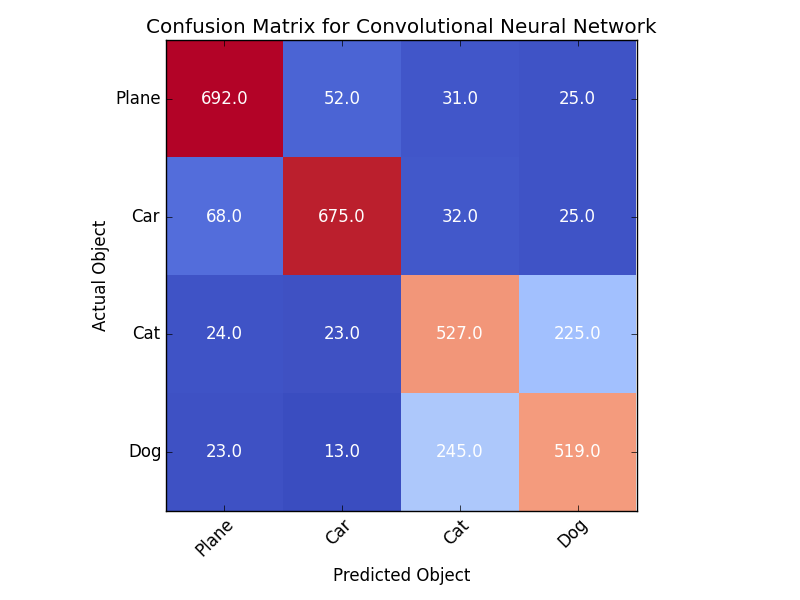 Confusion Matrix for Convolutional Neural Network
Plane 692.0 52.0 31.0 25.0
Car 68.0 675.0 32.0 25.0
Cat 24.0 23.0 527.0 225.0
Dog 23.0 13.0 245.0 519.0
Actual Object
Plane Car Cat Dog
Predicted Object